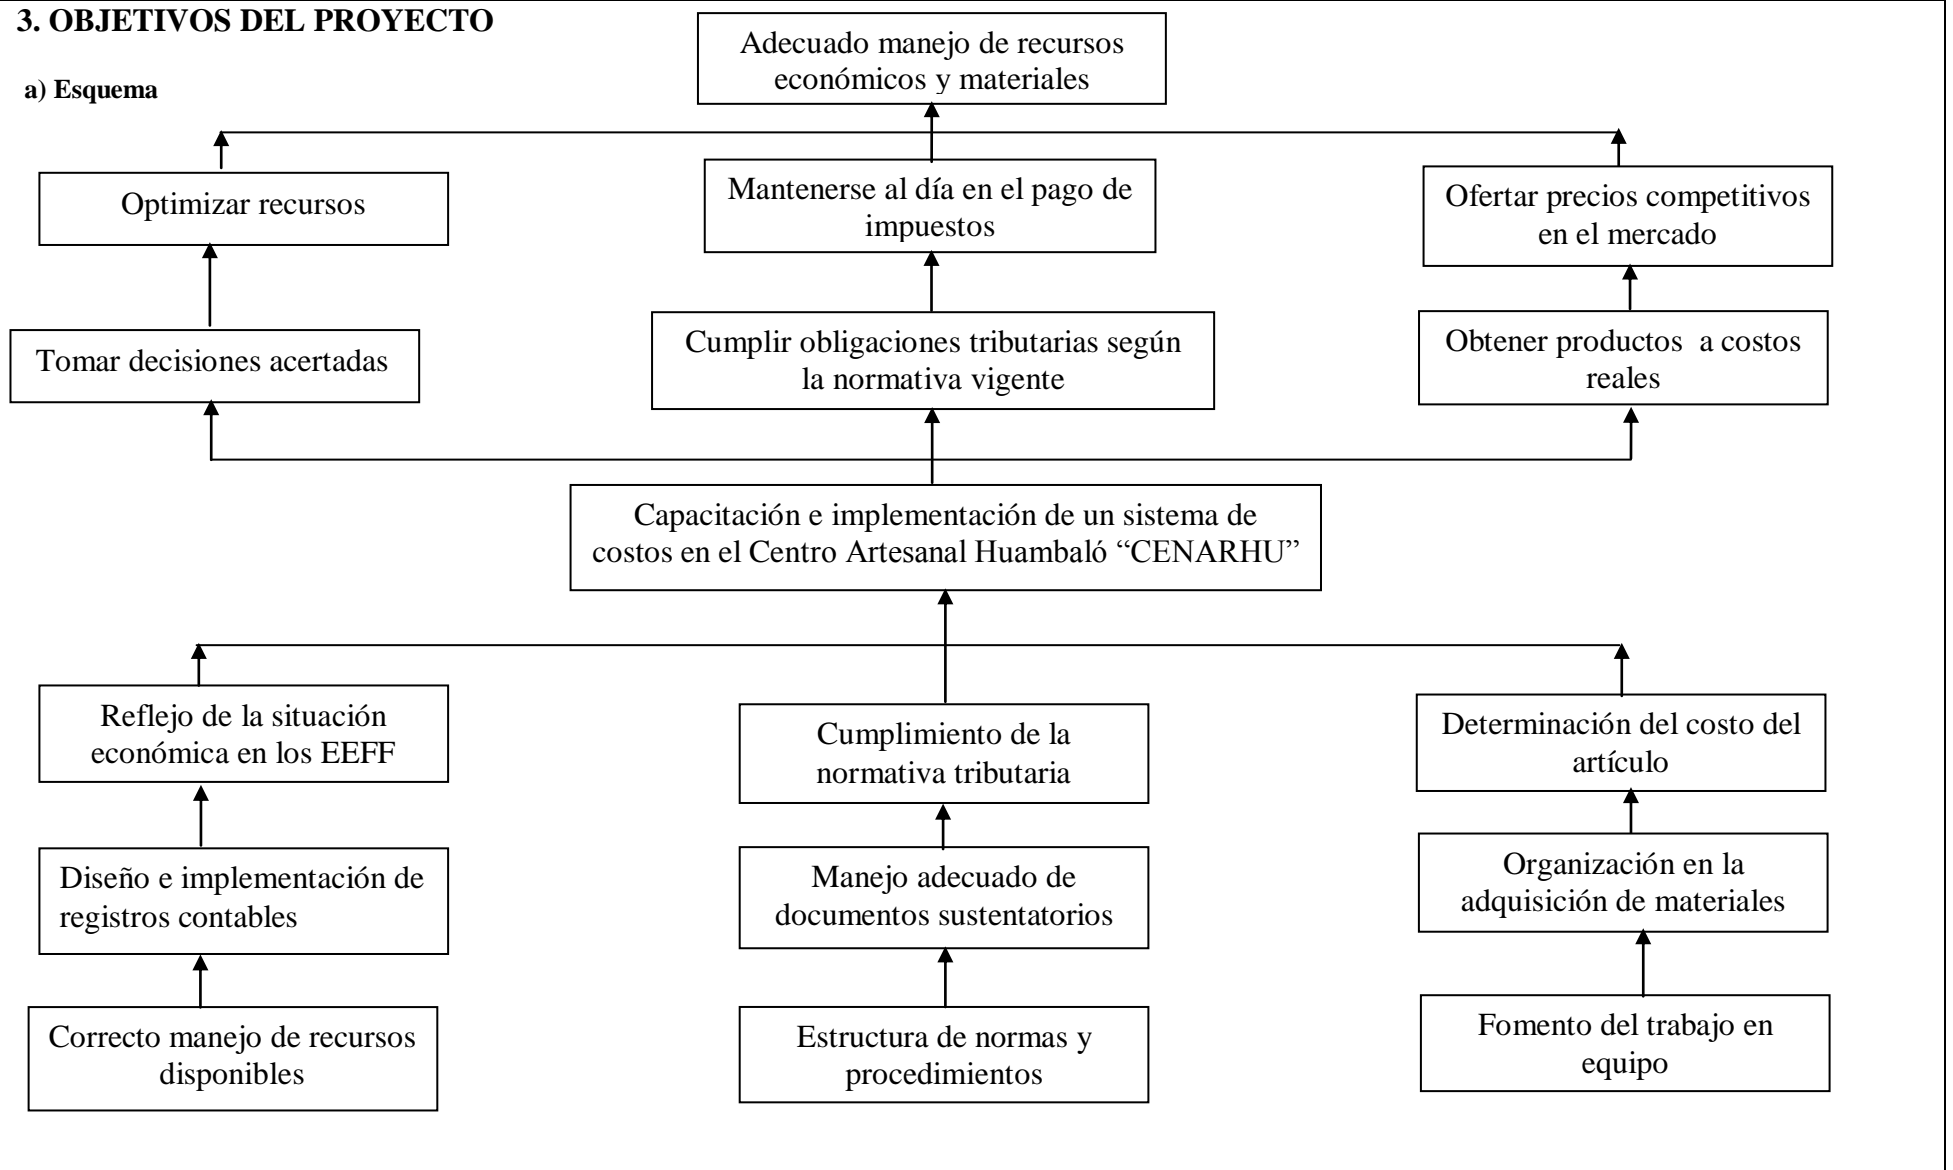 3. OBJETIVOS DEL PROYECTO
a) Esquema
Adecuado manejo de recursos
económicos y materiales
Optimizar recursos
Mantenerse al día en el pago de
impuestos
Ofertar precios competitivos
en el mercado
Tomar decisiones acertadas
Cumplir obligaciones tributarias según
la normativa vigente
Obtener productos a costos
reales
Capacitación e implementación de un sistema de
costos en el Centro Artesanal Huambaló “CENARHU”
Reflejo de la situación
económica en los EEFF
Cumplimiento de la
normativa tributaria
Determinación del costo del
artículo
Diseño e implementación de
registros contables
Manejo adecuado de
documentos sustentatorios
Organización en la
adquisición de materiales
Correcto manejo de recursos
disponibles
Estructura de normas y
procedimientos
Fomento del trabajo en
equipo